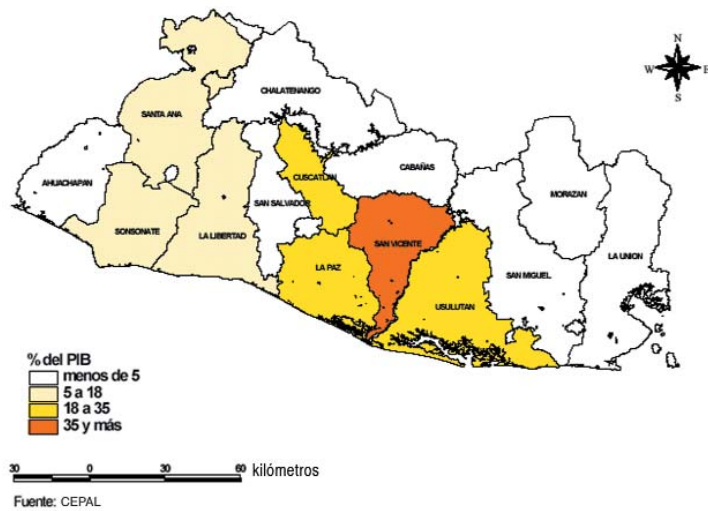 N
W E
S
CHALATENANGO
SANTA ANA
CABAÑAS
CUSCATLAN
AHUACHAPAN
MORAZAN
SAN SALVADOR
SONSONATE
LA LIBERTAD
SAN VICENTE
LA UNION
LA PAZ
SAN MIGUEL
USULUTAN
% del PIB
menos de 5
5 a 18
18 a 35
35 y más
30 0 30 60 kilómetros
Fuente: CEPAL